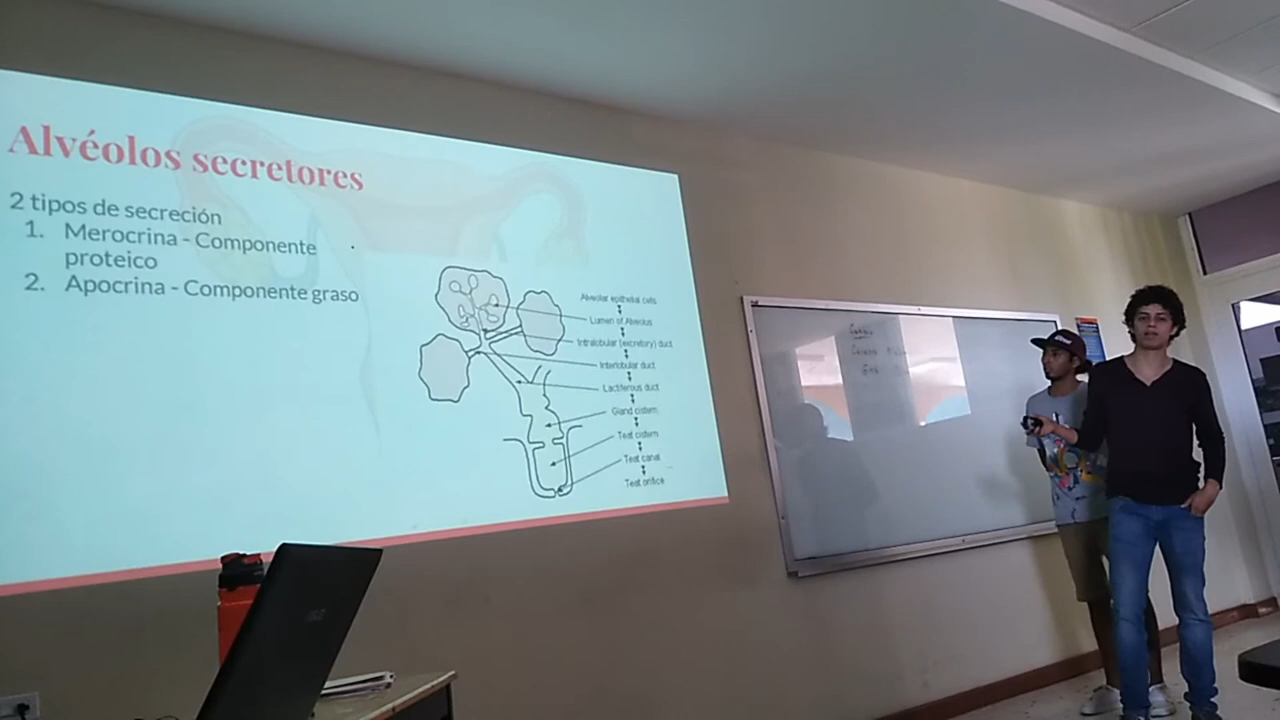 Alvéolos secretores
2 tipos de secreción
1. Merocrina - Componente
proteico
2. Apocrina - Componente graso
Alveolar epithelial cells
Lumen of Alveolus
Intralobular (excretory) duct
Interlobular duct
Lactiferous duct
Gland cistern
Teat cistern
Teat canal
Teat orifice